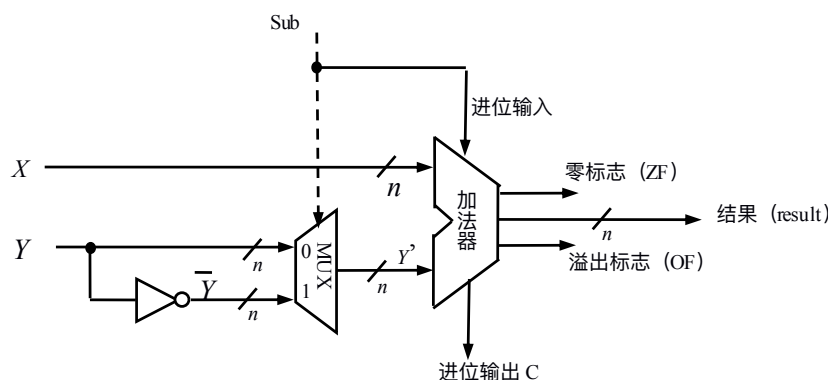 Sub
进位输入
X
n
加法器
零标志 (ZF)
结果 (result)
n
溢出标志 (OF)
Y
n
0
MUX
1
n
Y’
Y
n
进位输出 C